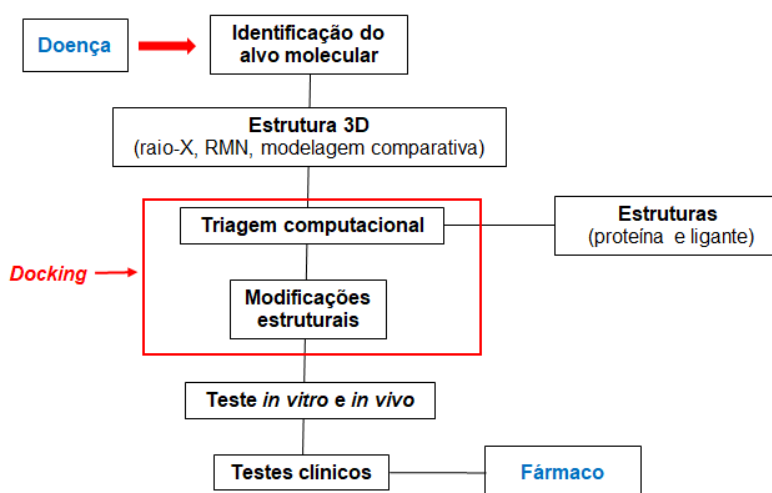 Doença
Identificação do
alvo molecular
Estrutura 3D
(raio-X, RMN, modelagem comparativa)
Triagem computacional
Estruturas
(proteína e ligante)
Docking
Modificações
estruturais
Teste in vitro e in vivo
Testes clínicos
Fármaco